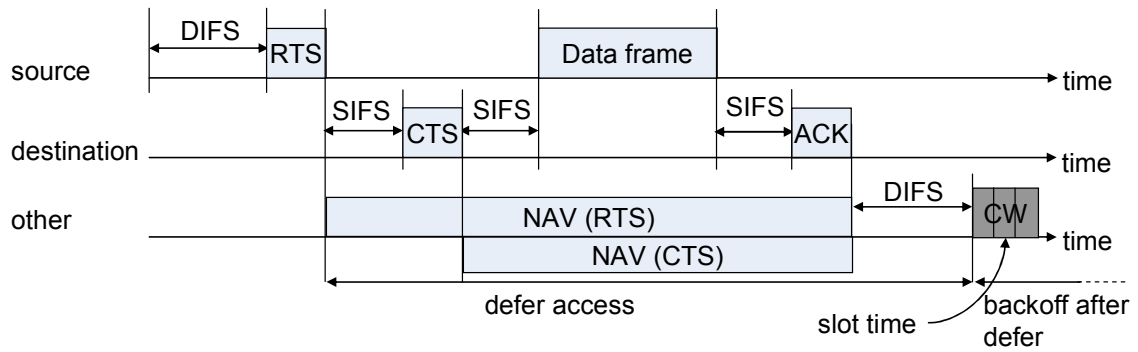 DIFS
RTS
Data frame
source
time
SIFS
SIFS
SIFS
CTS
ACK
destination
time
DIFS
other
NAV (RTS)
CW
time
NAV (CTS)
defer access
backoff after
defer
slot time